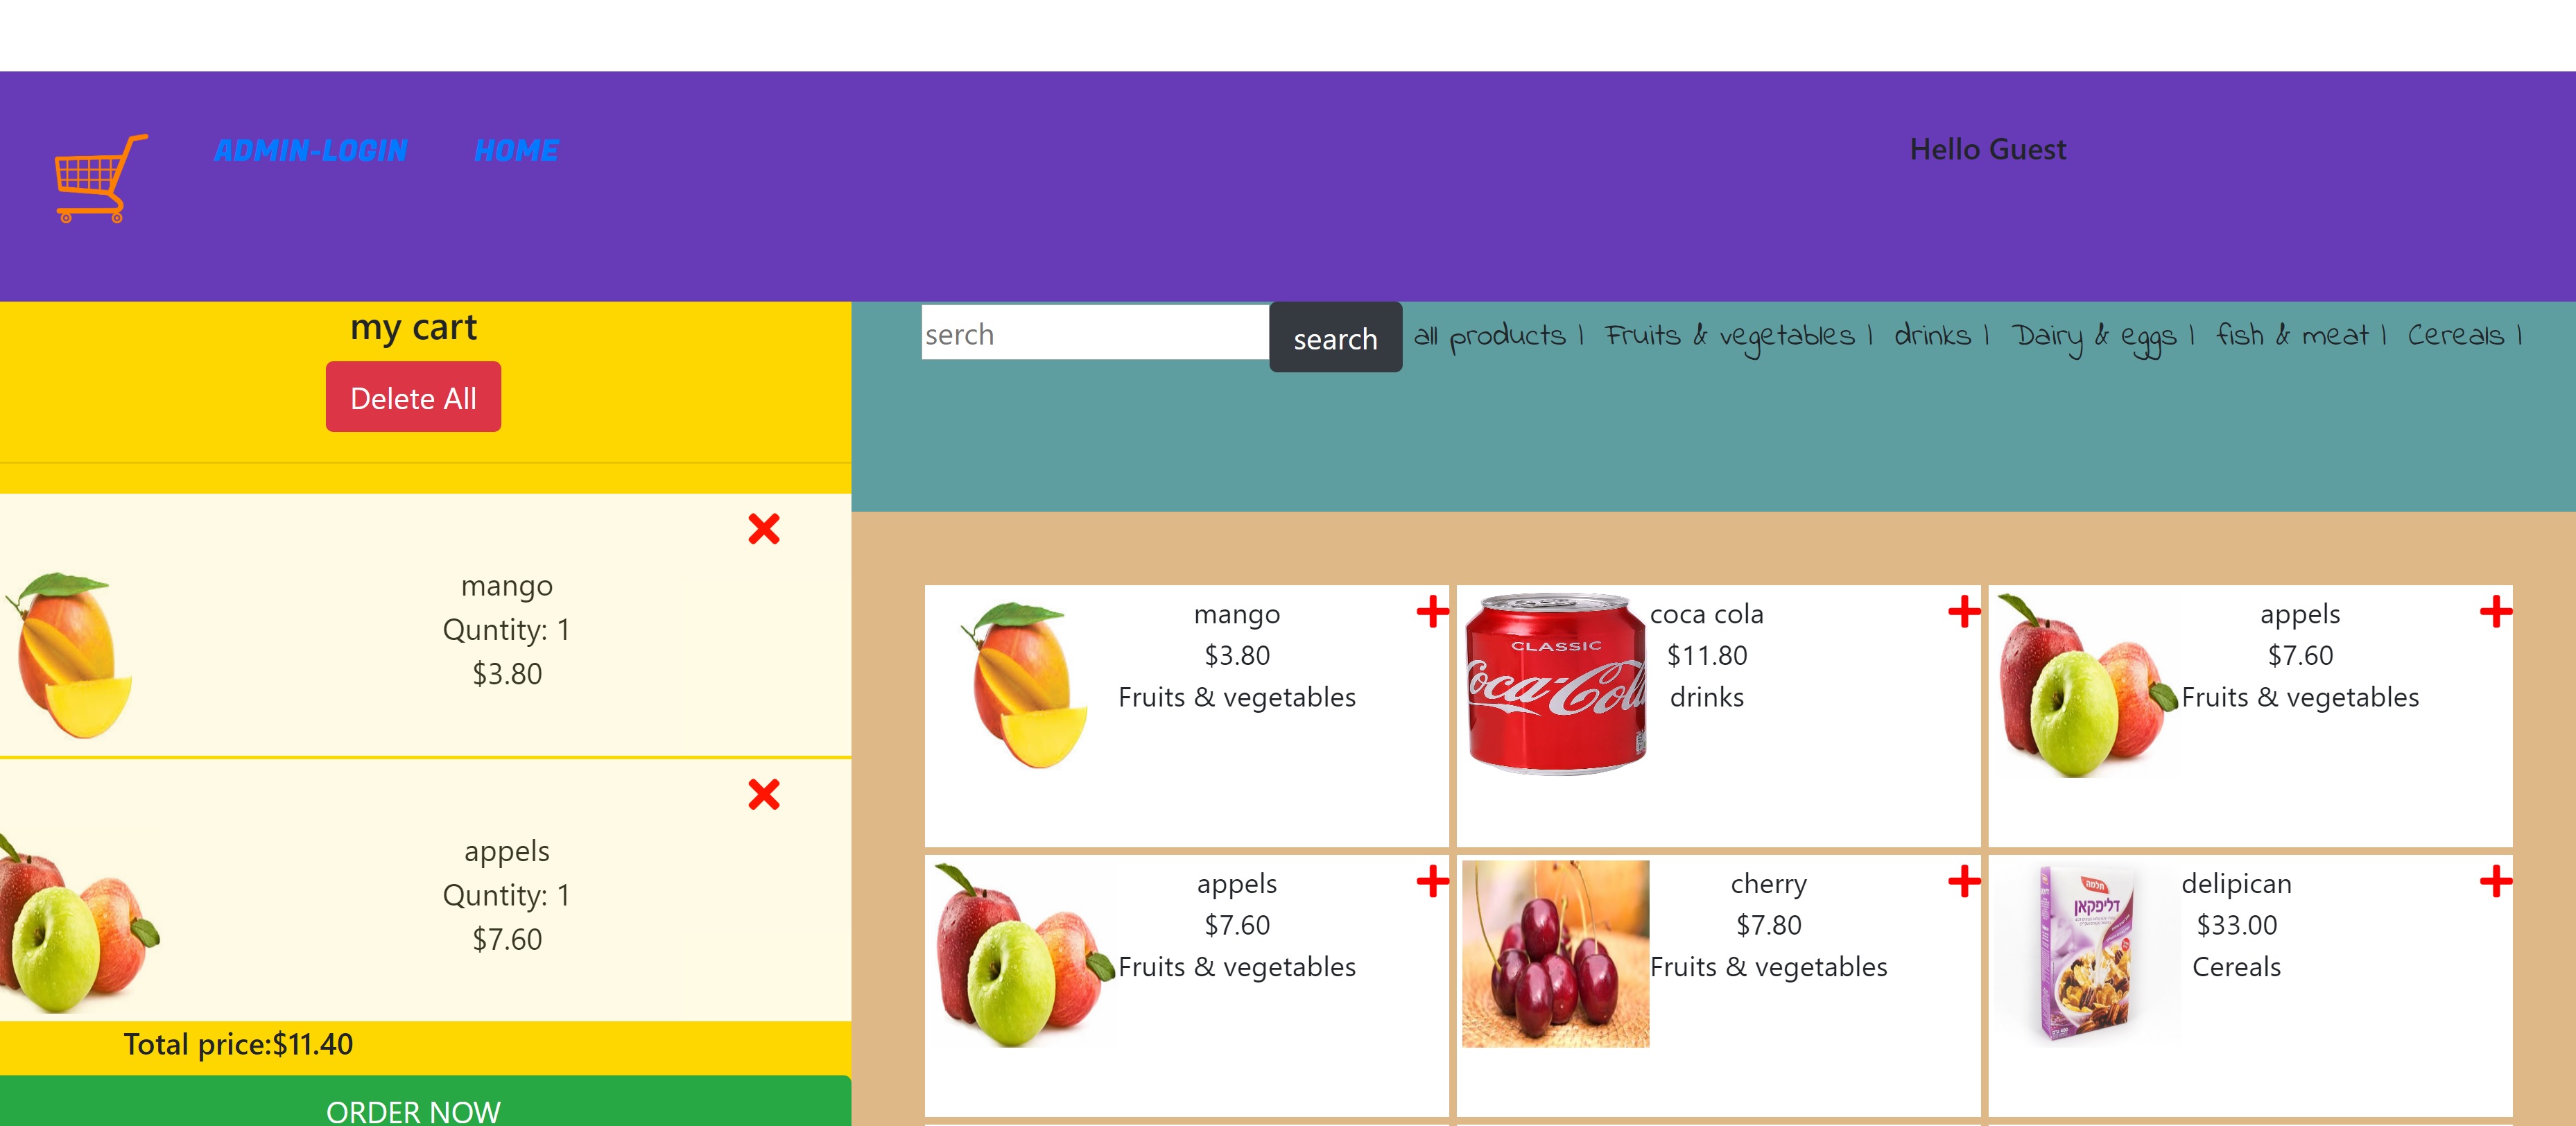 ADMIN-LOGIN HOME Hello Guest
my cart
Delete All
mango
Quntity: 1
$3.80
appels
Quntity: 1
$7.60
Total price:$11.40
ORDER NOW
serch search all products | Fruits & vegetables | drinks | Dairy & eggs | fish & meat | Cereals |
mango
$3.80
Fruits & vegetables
CLASSIC
Coca-Cola
coca cola
$11.80
drinks
appels
$7.60
Fruits & vegetables
appels
$7.60
Fruits & vegetables
cherry
$7.80
Fruits & vegetables
תלמה
דליפקאן
delipican
$33.00
Cereals